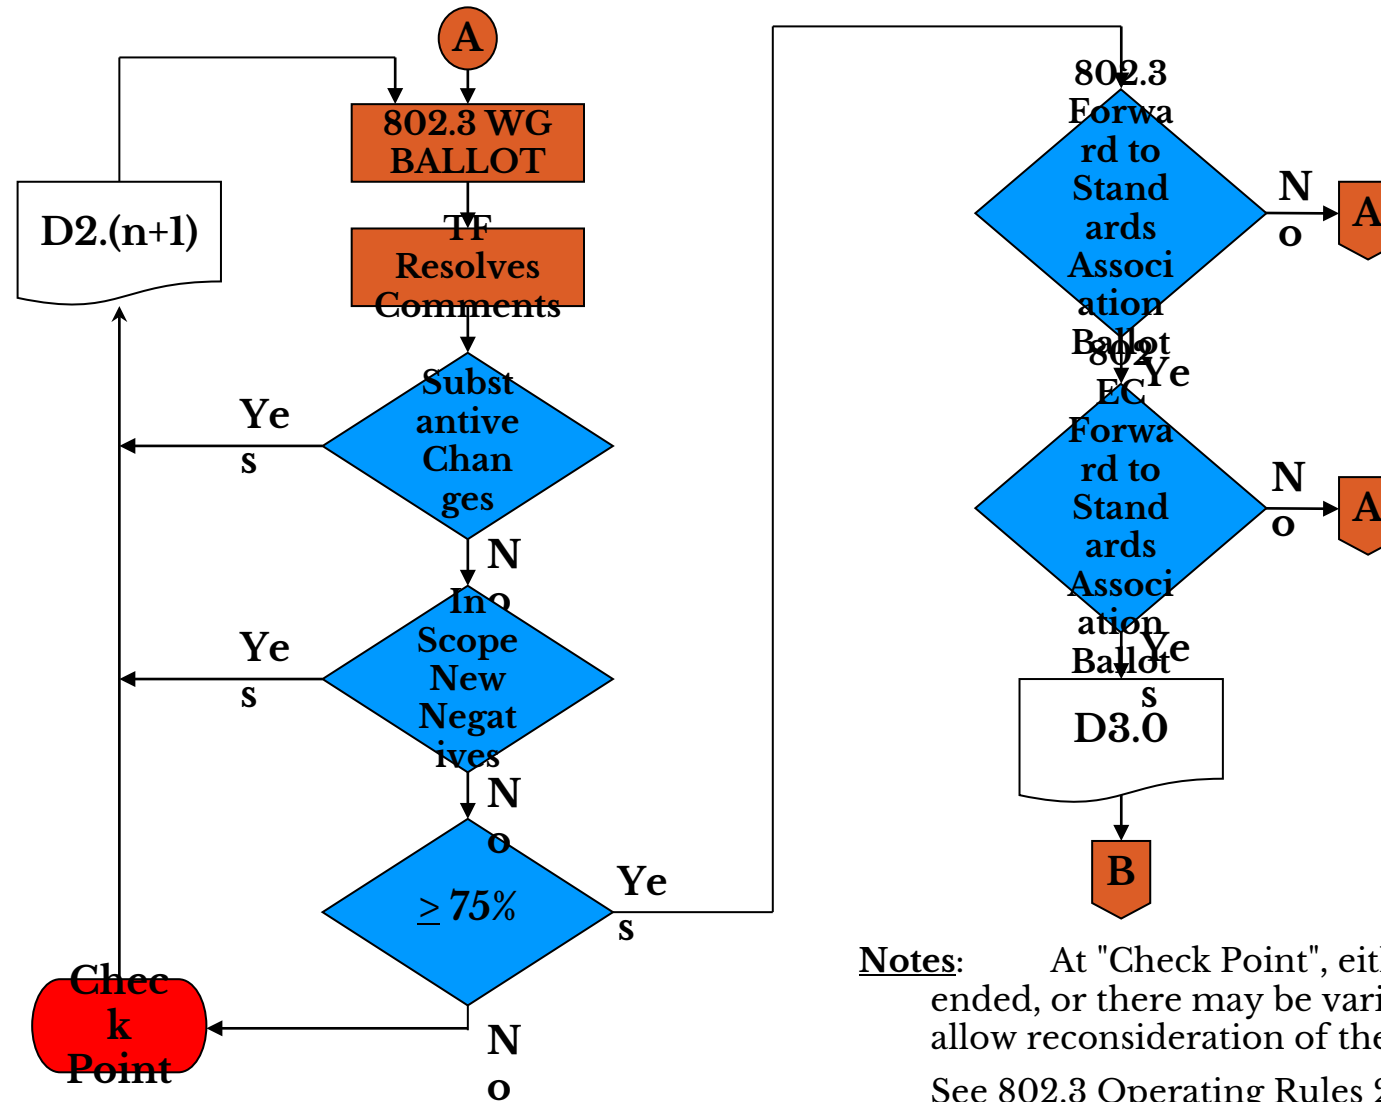 A
802.3 WG
BALLOT
D2.(n+1)
TF
Resolves
Comments
Subst
antive
Chan
ges
Ye
s
N
o
In
Scope
New
Negat
ives
Ye
s
N
o
≥ 75%
Ye
s
N
o
Chec
k
Point
802.3
Forwa
rd to
Stand
ards
Associ
ation
Ballot
N
o
A
Ye
802
EC
Forwa
rd to
Stand
ards
Associ
ation
Ballot
N
o
A
Ye
s
D3.0
B
Notes: At "Check Point", eit
ended, or there may be vari
allow reconsideration of the
See 802.3 Operating Rules